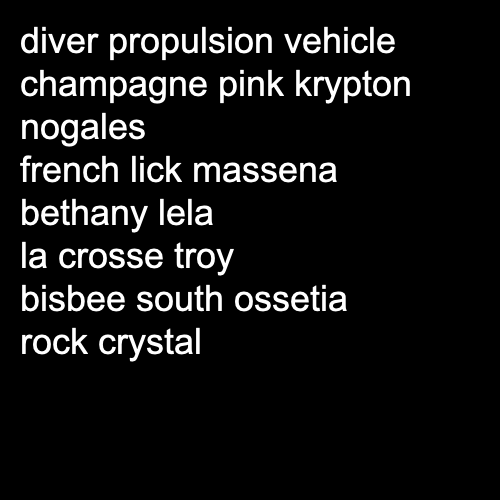 diver propulsion vehicle
champagne pink krypton
nogales
french lick massena
bethany lela
la crosse troy
bisbee south ossetia
rock crystal